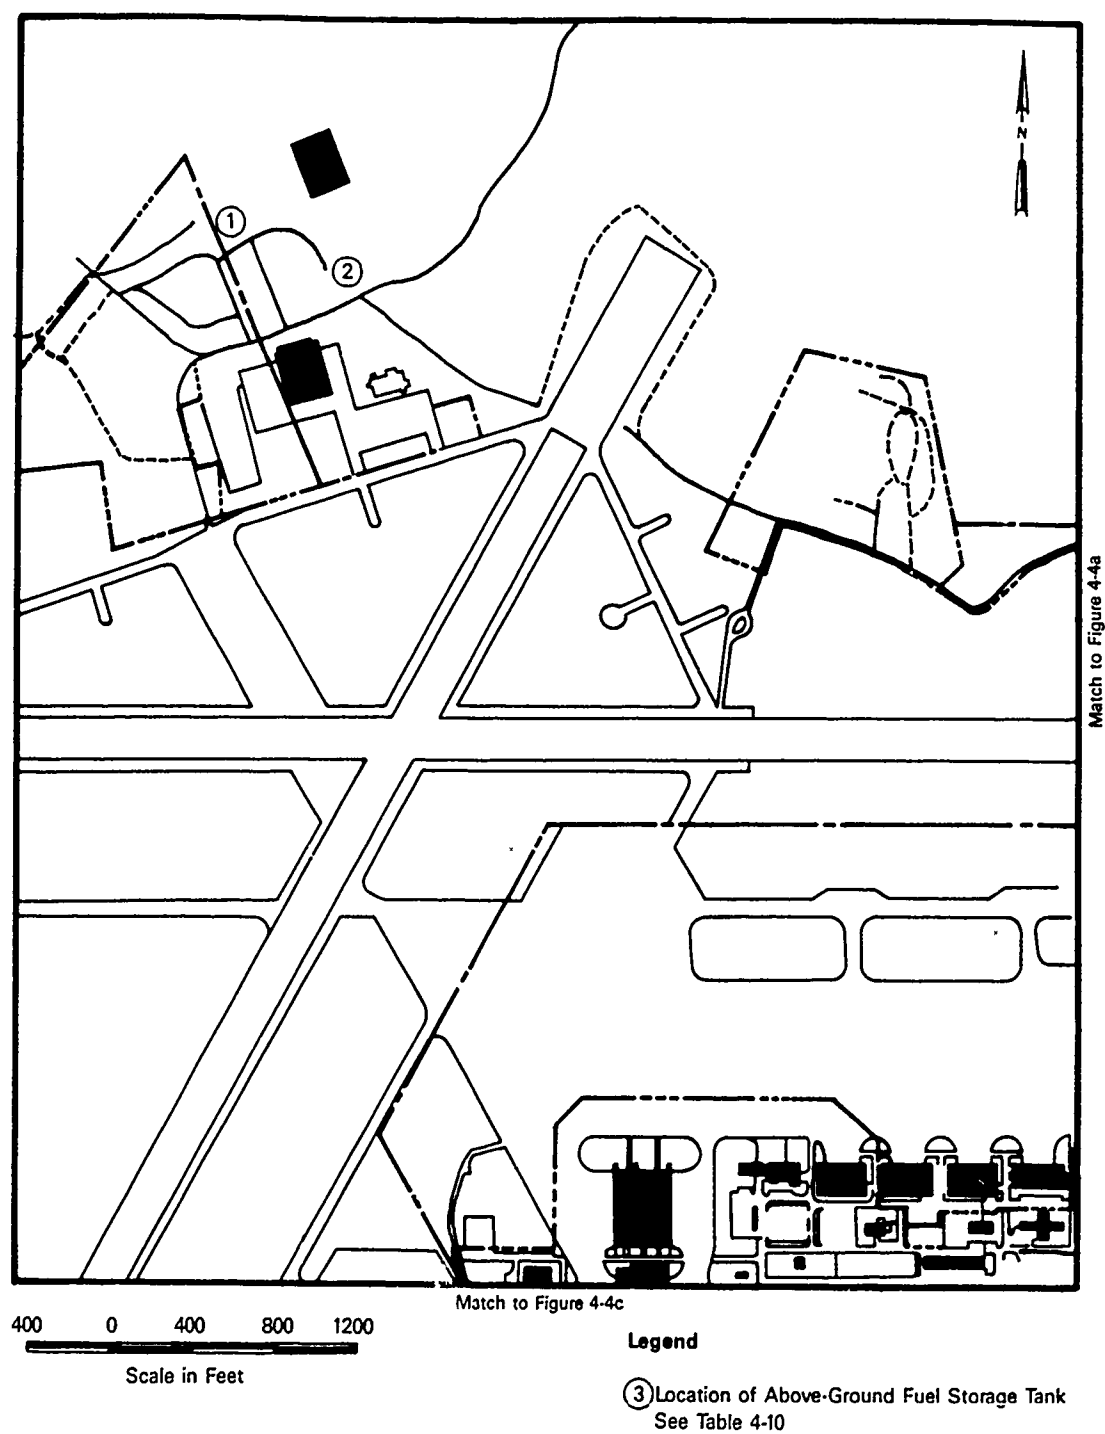 N
1
2
Match to Figure 4-4a
Match to Figure 4-4c
400 0 400 800 1200
Scale in Feet
Legend
3 Location of Above-Ground Fuel Storage Tank
See Table 4-10